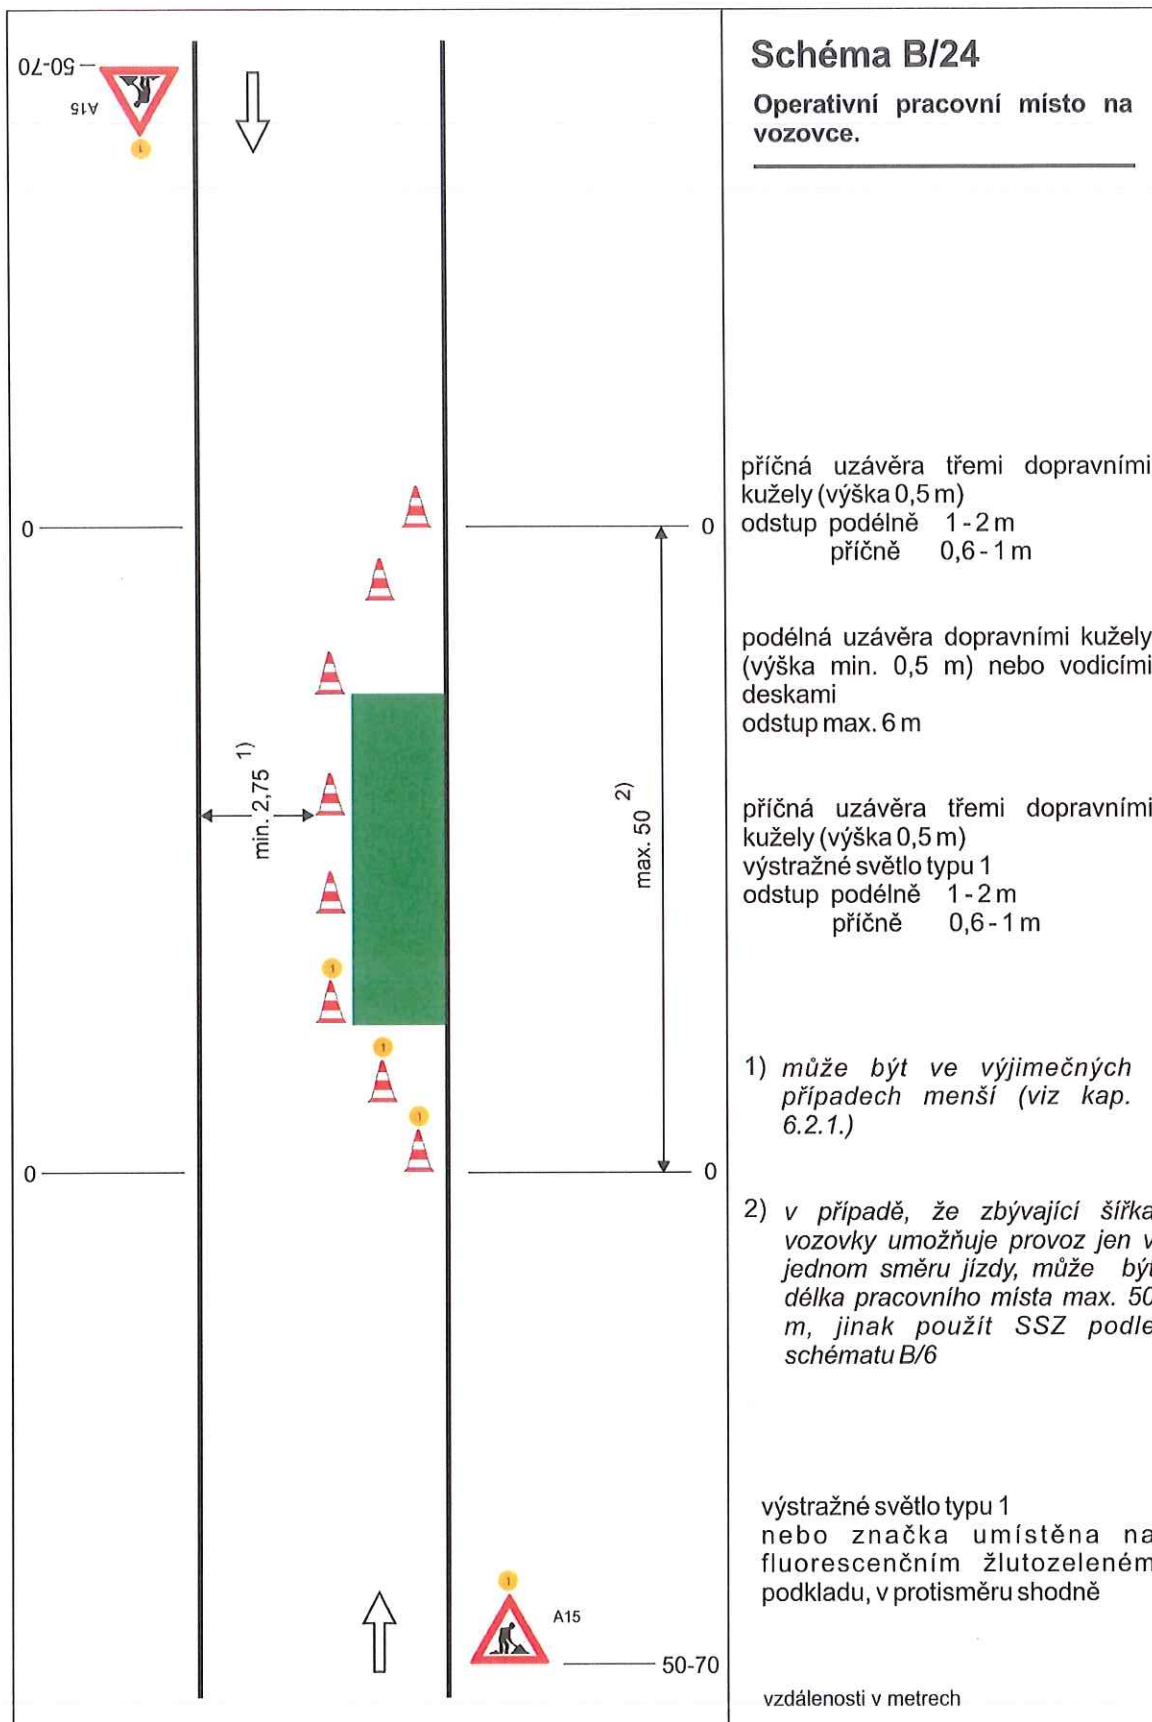 Schéma B/24
Operativní pracovní místo na
vozovce.
50-70
A15
1
0
0
příčná uzávěra třemi dopravními
kužely (výška 0,5 m)
odstup podélně 1 - 2 m
příčně 0,6 - 1 m
podélná uzávěra dopravními kužely
(výška min. 0,5 m) nebo vodicími
deskami
odstup max. 6 m
min. 2,75 1)
max. 50 2)
příčná uzávěra třemi dopravními
kužely (výška 0,5 m)
výstražné světlo typu 1
odstup podélně 1 - 2 m
příčně 0,6 - 1 m
1
1
1
1) může být ve výjimečných
případech menší (viz kap.
6.2.1.)
0
0
2) v případě, že zbývající šířka
vozovky umožňuje provoz jen v
jednom směru jízdy, může být
délka pracovního místa max. 50
m, jinak použít SSZ podle
schématu B/6
výstražné světlo typu 1
nebo značka umístěna na
fluorescenčním žlutozeleném
podkladu, v protisměru shodně
1
A15
50-70
vzdálenosti v metrech